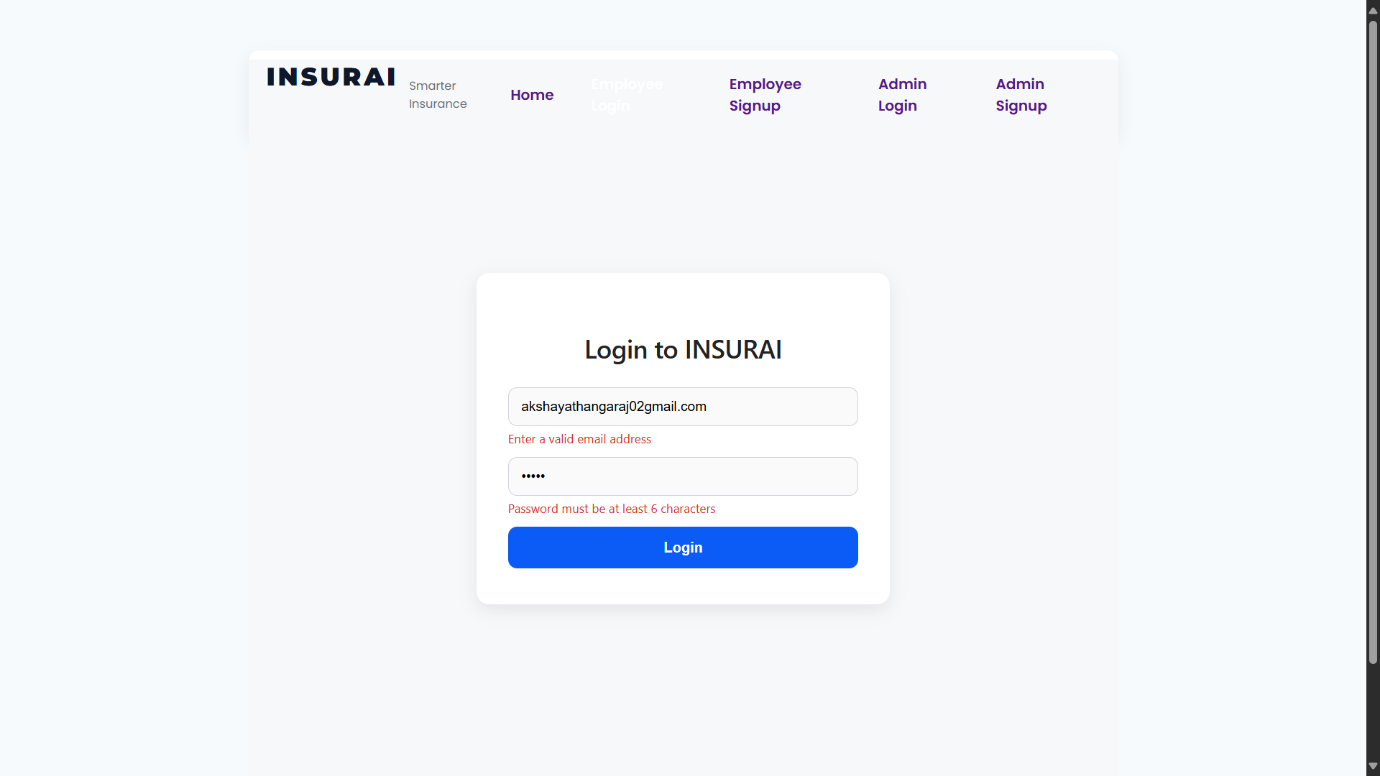 INSURAI
Smarter
Insurance
Home
Employee
Login
Employee
Signup
Admin
Login
Admin
Signup
Login to INSURAI
akshayathangaraj02gmail.com
Enter a valid email address
•••••
Password must be at least 6 characters
Login